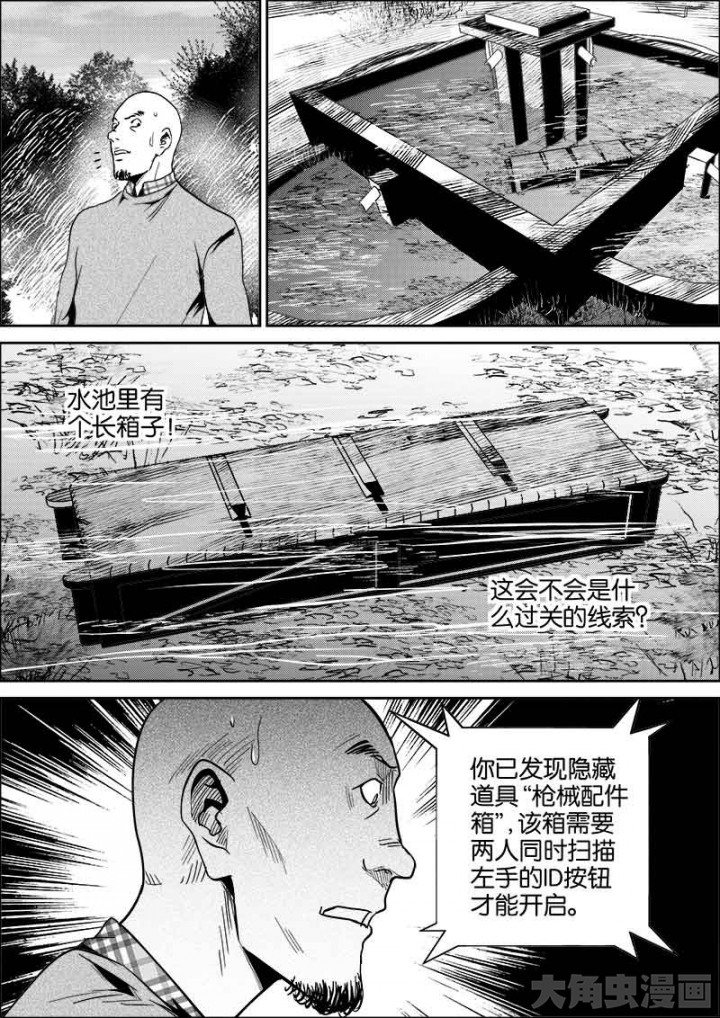 水池里有
个长箱子！
这会不会是什
么过关的线索？
你已发现隐藏
道具“枪械配件
箱”，该箱需要
两人同时扫描
左手的ID按钮
才能开启。
大角虫漫画